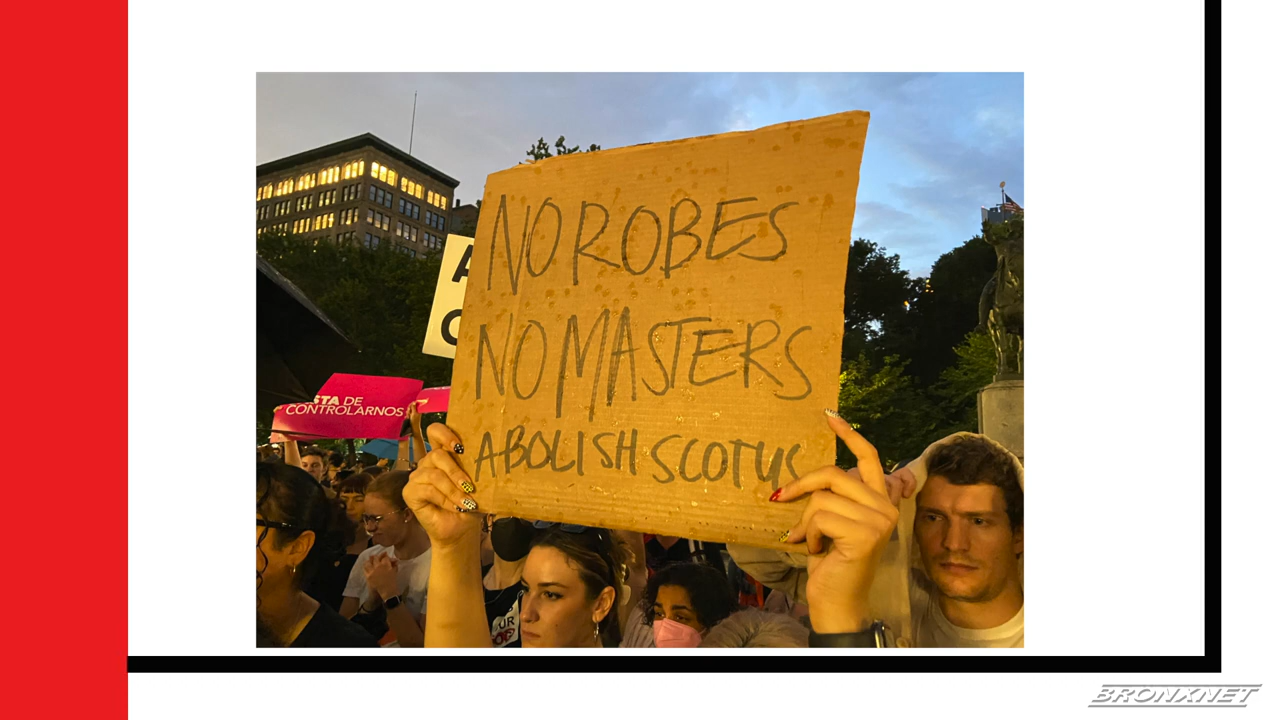 NO ROBES
NO MASTERS
ABOLISH SCOTUS
STA DE
CONTROLARNOS
BRONXNET